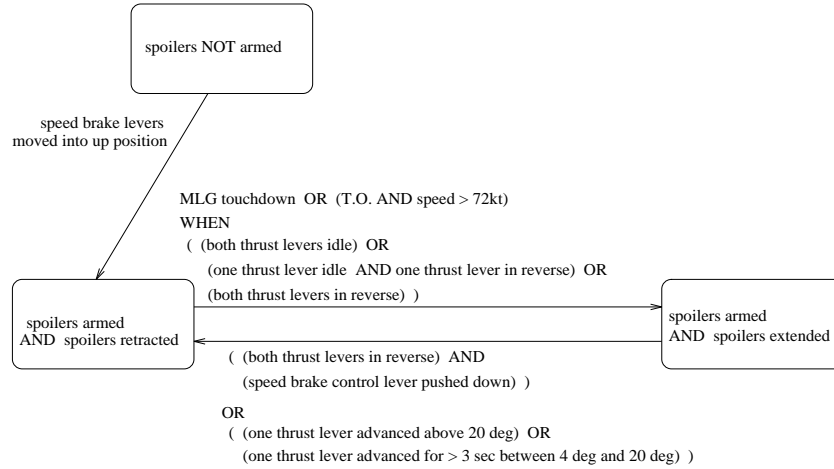 spoilers NOT armed
speed brake levers
moved into up position
MLG touchdown OR (T.O. AND speed > 72kt)
WHEN
( (both thrust levers idle) OR
(one thrust lever idle AND one thrust lever in reverse) OR
(both thrust levers in reverse) )
spoilers armed
AND spoilers retracted
spoilers armed
AND spoilers extended
( (both thrust levers in reverse) AND
(speed brake control lever pushed down) )
OR
( (one thrust lever advanced above 20 deg) OR
(one thrust lever advanced for > 3 sec between 4 deg and 20 deg) )